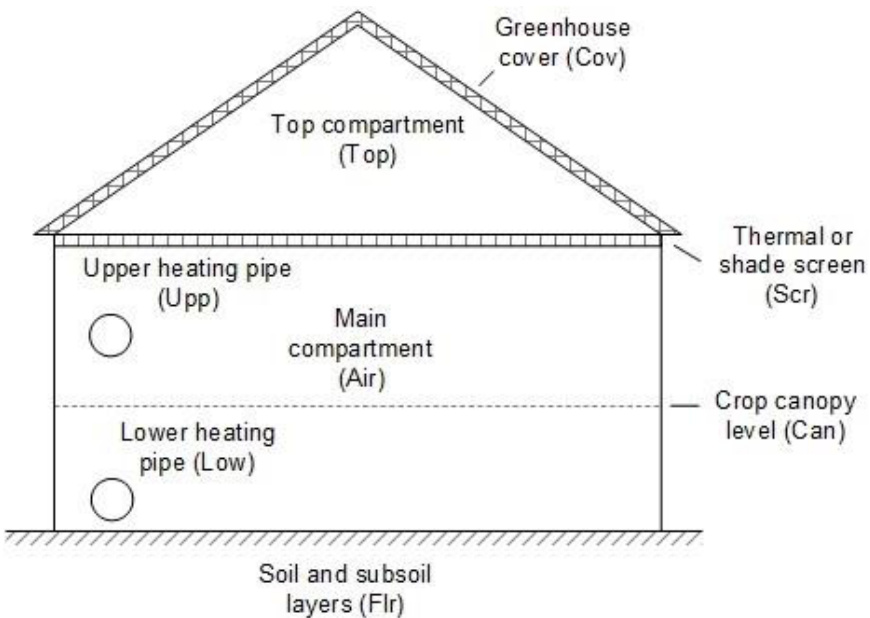 Greenhouse
cover (Cov)
Top compartment
(Top)
Thermal or
shade screen
(Scr)
Upper heating pipe
(Upp)
Main
compartment
(Air)
Crop canopy
level (Can)
Lower heating
pipe (Low)
Soil and subsoil
layers (Flr)